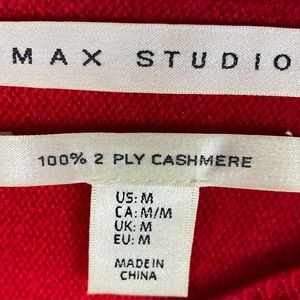 MAX STUDIO
100% 2 PLY CASHMERE
US: M
CA: M/M
UK: M
EU: M
MADE IN
CHINA